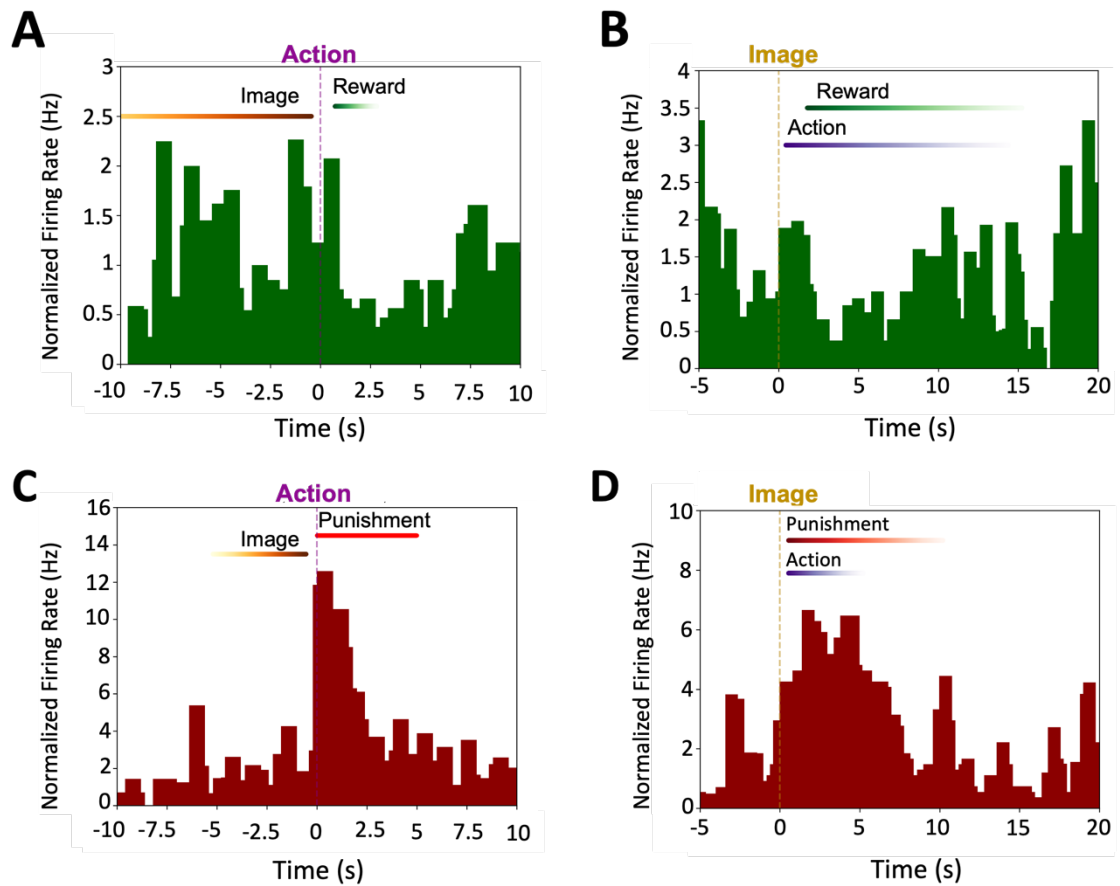 A
Action
Normalized Firing Rate (Hz)
3
2.5
2
1.5
1
0.5
0
Image
Reward
-10 -7.5 -5 -2.5 0 2.5 5 7.5 10
Time (s)
B
Image
Normalized Firing Rate (Hz)
4
3.5
3
2.5
2
1.5
1
0.5
0
Reward
Action
-5 0 5 10 15 20
Time (s)
C
Action
Normalized Firing Rate (Hz)
16
14
12
10
8
6
4
2
0
Punishment
Image
-10 -7.5 -5 -2.5 0 2.5 5 7.5 10
Time (s)
D
Image
Normalized Firing Rate (Hz)
10
8
6
4
2
0
Punishment
Action
-5 0 5 10 15 20
Time (s)